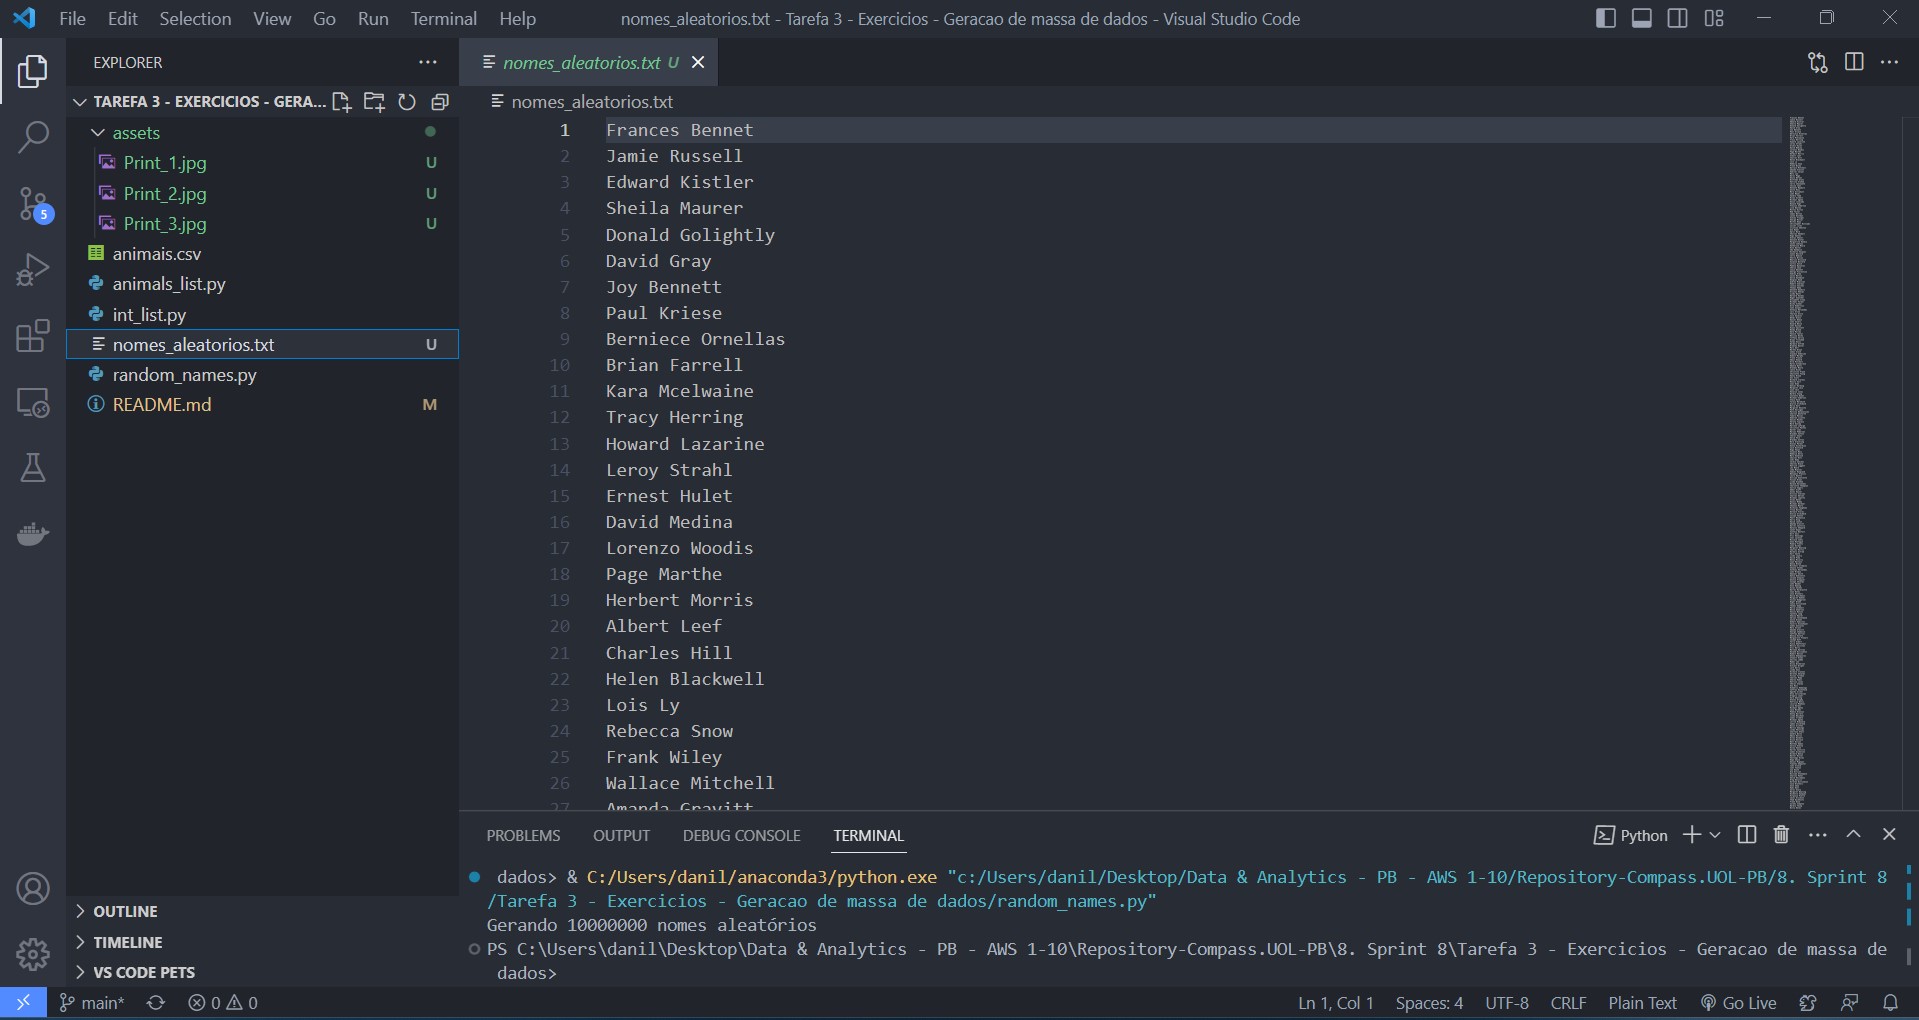 File Edit Selection View Go Run Terminal Help nomes_aleatorios.txt - Tarefa 3 - Exercicios - Geracao de massa de dados - Visual Studio Code
EXPLORER
TAREFA 3 - EXERCICIOS - GERA...
assets
Print_1.jpg U
Print_2.jpg U
Print_3.jpg U
animais.csv
animals_list.py
int_list.py
nomes_aleatorios.txt U
random_names.py
README.md M
5
OUTLINE
TIMELINE
VS CODE PETS
nomes_aleatorios.txt U
nomes_aleatorios.txt
1 Frances Bennet
2 Jamie Russell
3 Edward Kistler
4 Sheila Maurer
5 Donald Golightly
6 David Gray
7 Joy Bennett
8 Paul Kriese
9 Berniece Ornellas
10 Brian Farrell
11 Kara Mcelwaine
12 Tracy Herring
13 Howard Lazarine
14 Leroy Strahl
15 Ernest Hulet
16 David Medina
17 Lorenzo Woodis
18 Page Marthe
19 Herbert Morris
20 Albert Leef
21 Charles Hill
22 Helen Blackwell
23 Lois Ly
24 Rebecca Snow
25 Frank Wiley
26 Wallace Mitchell
27 Amanda Gravitt
PROBLEMS OUTPUT DEBUG CONSOLE TERMINAL Python
dados> & C:/Users/danil/anaconda3/python.exe "c:/Users/danil/Desktop/Data & Analytics - PB - AWS 1-10/Repository-Compass.UOL-PB/8. Sprint 8
/Tarefa 3 - Exercicios - Geracao de massa de dados/random_names.py"
Gerando 10000000 nomes aleatórios
PS C:\Users\danil\Desktop\Data & Analytics - PB - AWS 1-10\Repository-Compass.UOL-PB\8. Sprint 8\Tarefa 3 - Exercicios - Geracao de massa de
dados>
main* 0 0 Ln 1, Col 1 Spaces: 4 UTF-8 CRLF Plain Text Go Live